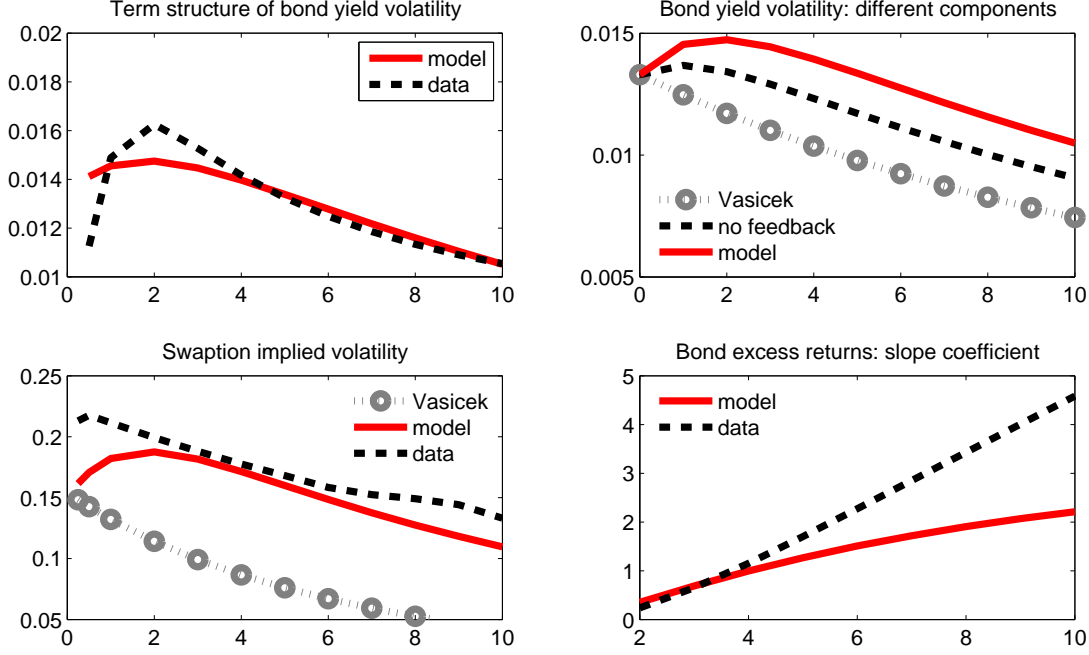 Term structure of bond yield volatility
0.02
0.018
0.016
0.014
0.012
0.01
0 2 4 6 8 10
model
data
Bond yield volatility: different components
0.015
0.01
0.005
0 2 4 6 8 10
Vasicek
no feedback
model
Swaption implied volatility
0.25
0.2
0.15
0.1
0.05
0 2 4 6 8 10
Vasicek
model
data
Bond excess returns: slope coefficient
5
4
3
2
1
0
2 4 6 8 10
model
data